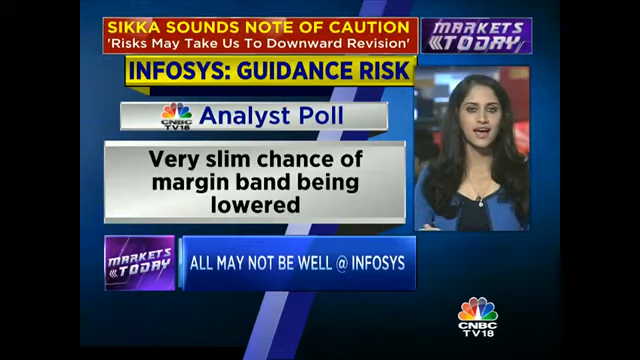 SIKKA SOUNDS NOTE OF CAUTION
'Risks May Take Us To Downward Revision'
MARKETS
TODAY
INFOSYS: GUIDANCE RISK
CNBC
TV18
Analyst Poll
Very slim chance of
margin band being
lowered
MARKETS
TODAY
ALL MAY NOT BE WELL @ INFOSYS
CNBC
TV18